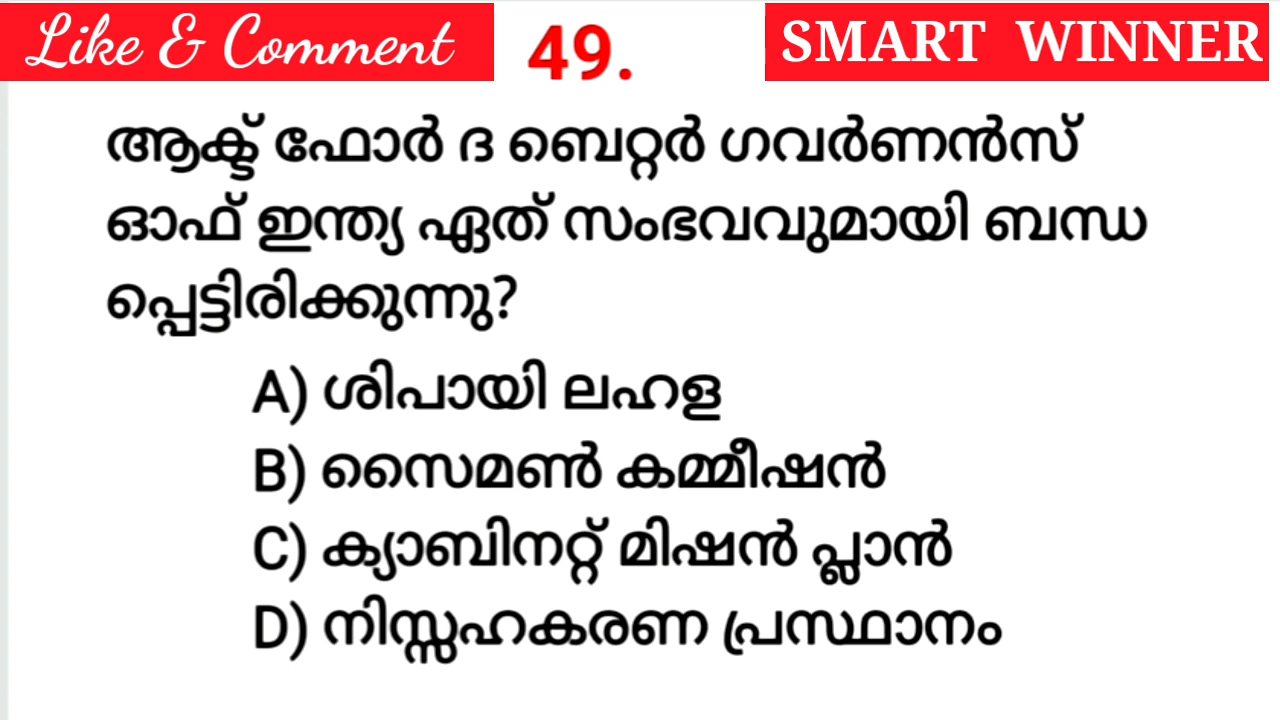 Like & Comment 49. SMART WINNER
ആക്ട് ഫോർ ദ ബെറ്റർ ഗവർണൻസ്
ഓഫ് ഇന്ത്യ ഏത് സംഭവവുമായി ബന്ധ
പ്പെട്ടിരിക്കുന്നു?
A) ശിപായി ലഹള
B) സൈമൺ കമ്മീഷൻ
C) ക്യാബിനറ്റ് മിഷൻ പ്ലാൻ
D) നിസ്സഹകരണ പ്രസ്ഥാനം